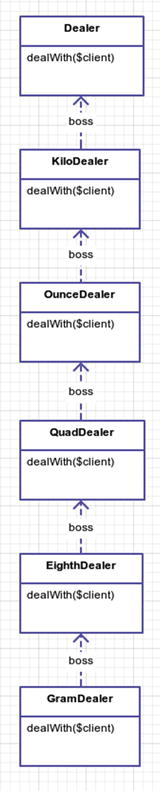 Dealer
dealWith($client)
boss
KiloDealer
dealWith($client)
boss
OunceDealer
dealWith($client)
boss
QuadDealer
dealWith($client)
boss
EighthDealer
dealWith($client)
boss
GramDealer
dealWith($client)